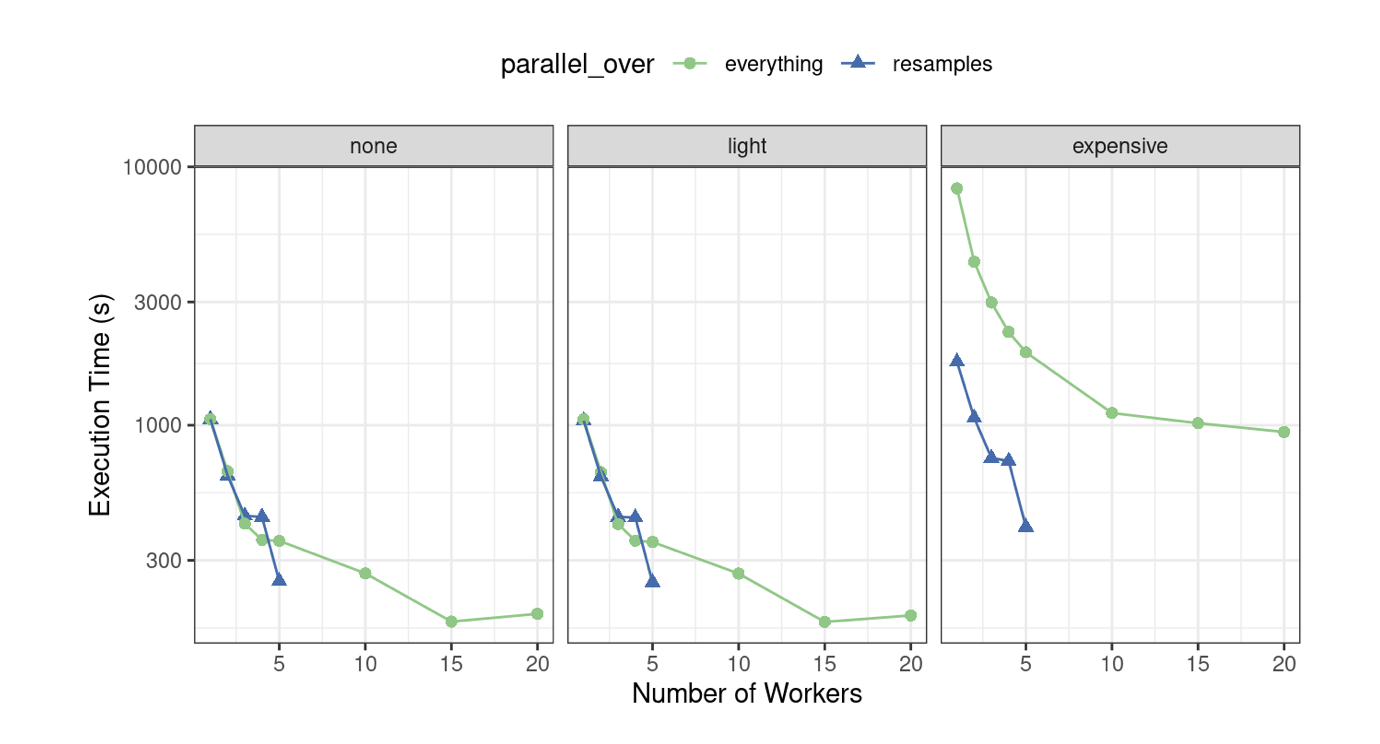 parallel_over everything resamples
none light expensive
10000
3000
1000
300
Execution Time (s)
5 10 15 20 5 10 15 20 5 10 15 20
Number of Workers